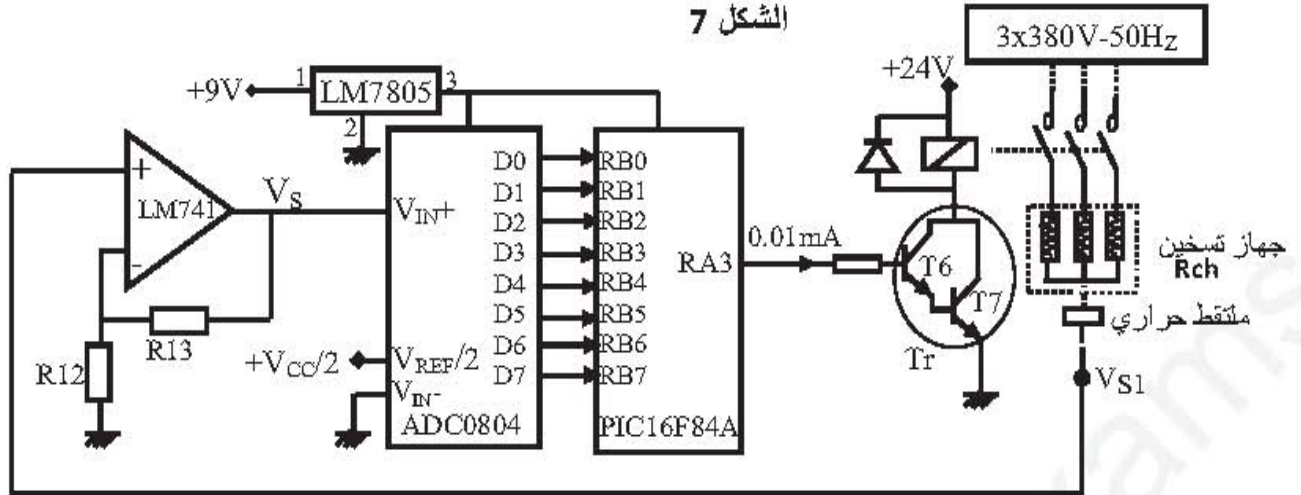 الشكل 7
3x380V-50Hz
+24V
+9V
1
LM7805
3
2
+
LM741
-
VS
R13
R12
VIN+
+VCC/2
VREF/2
VIN-
ADC0804
D0
D1
D2
D3
D4
D5
D6
D7
RB0
RB1
RB2
RB3
RB4
RB5
RB6
RB7
RA3
PIC16F84A
0.01mA
T6
T7
Tr
جهاز تسخين
Rch
ملتقط حراري
VS1